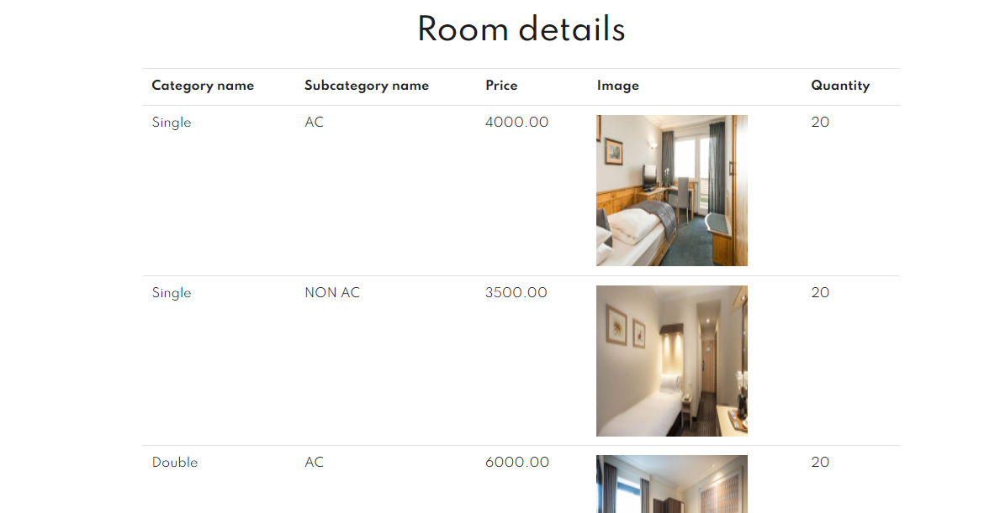 Room details
Category name Subcategory name Price Image Quantity
Single AC 4000.00 20
Single NON AC 3500.00 20
Double AC 6000.00 20